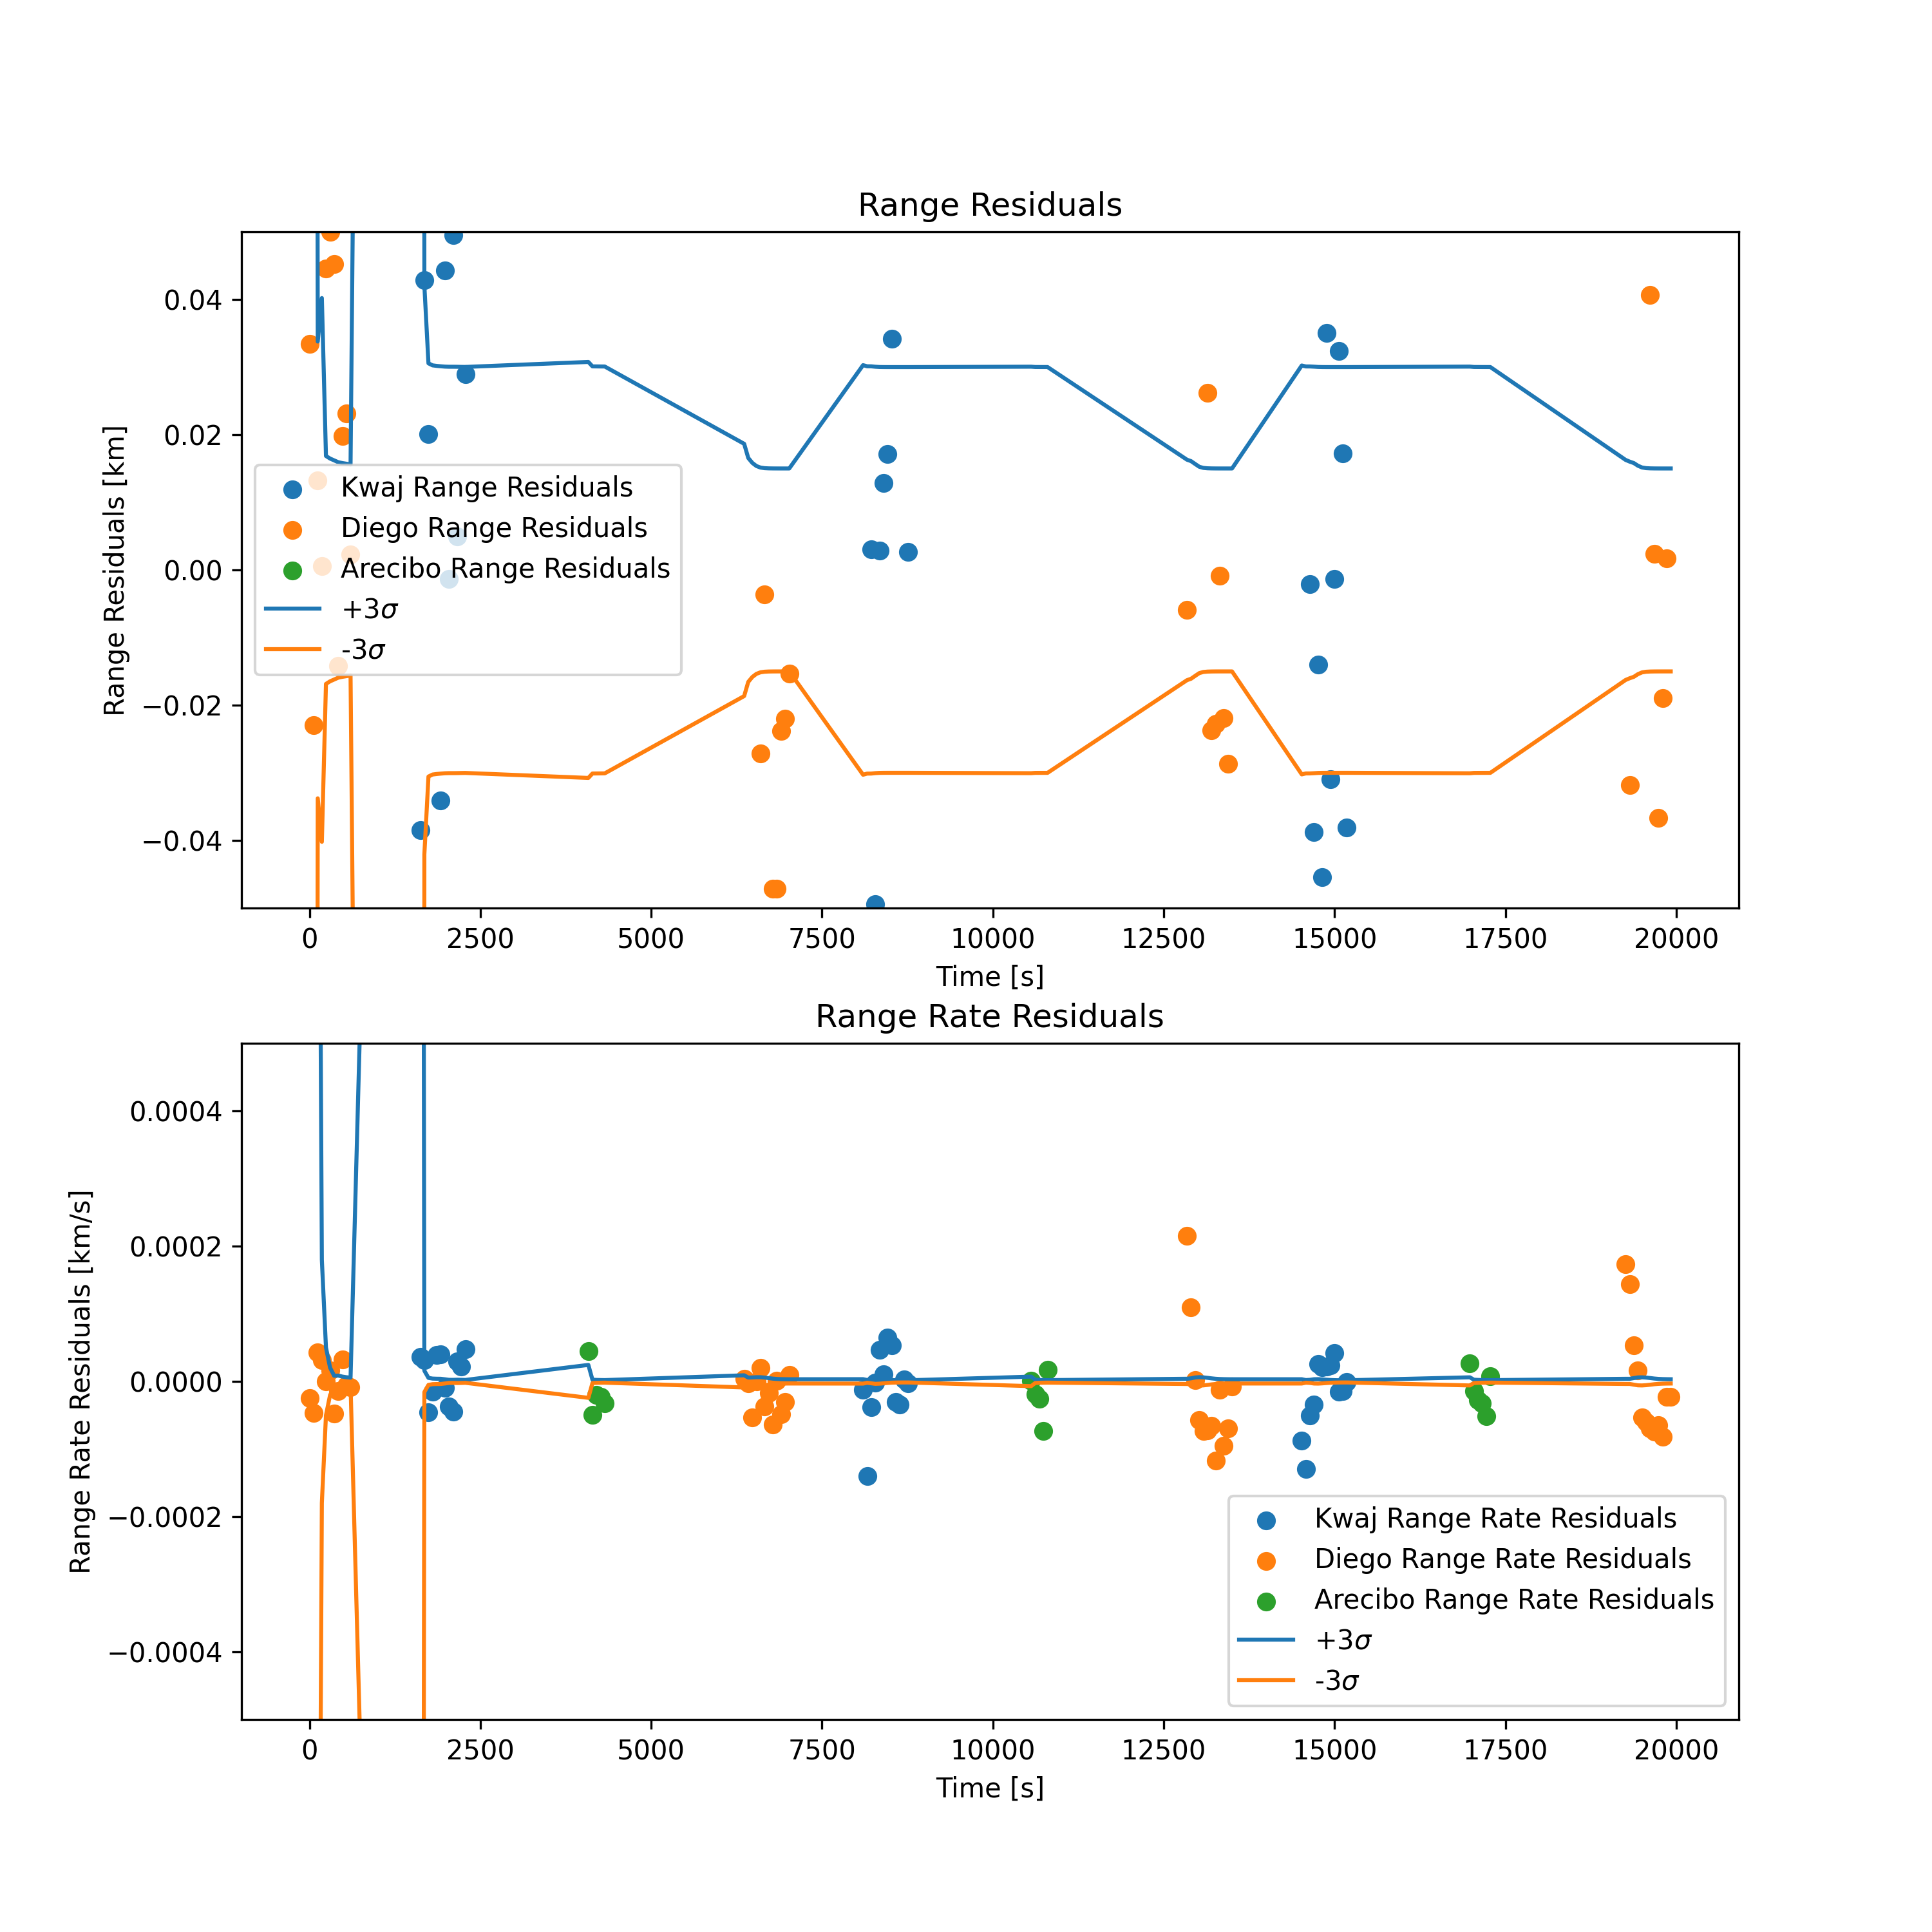 Range Residuals
Range Residuals [km]
0.04
0.02
0.00
−0.02
−0.04
Kwaj Range Residuals
Diego Range Residuals
Arecibo Range Residuals
+3σ
-3σ
0 2500 5000 7500 10000 12500 15000 17500 20000
Time [s]
Range Rate Residuals
Range Rate Residuals [km/s]
0.0004
0.0002
0.0000
−0.0002
−0.0004
Kwaj Range Rate Residuals
Diego Range Rate Residuals
Arecibo Range Rate Residuals
+3σ
-3σ
0 2500 5000 7500 10000 12500 15000 17500 20000
Time [s]